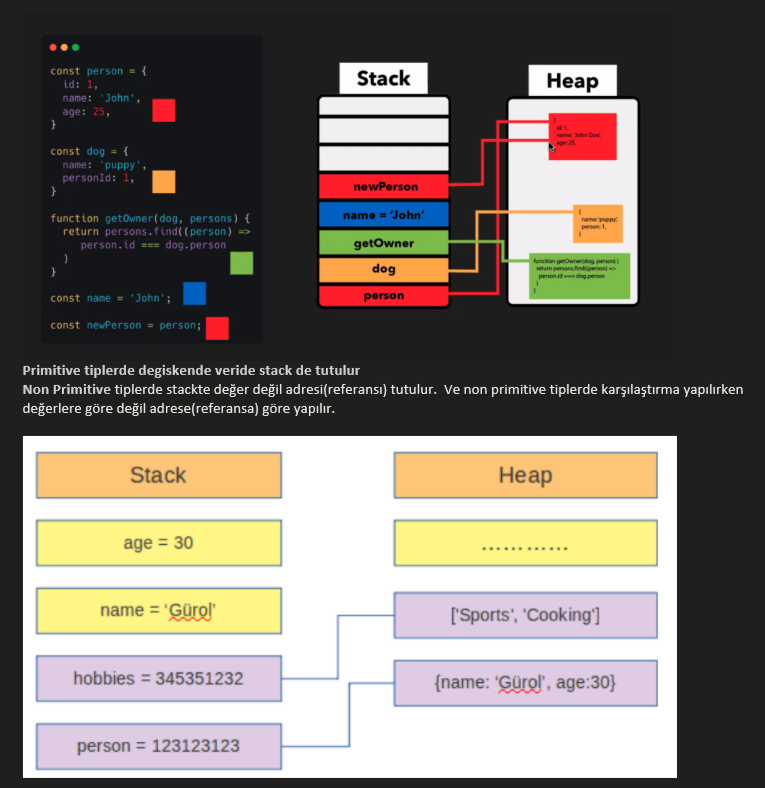 const person = {
id: 1,
name: 'John',
age: 25,
}
const dog = {
name: 'puppy',
personId: 1,
}
function getOwner(dog, persons) {
return persons.find((person) =>
person.id === dog.person
)
}
const name = 'John';
const newPerson = person;
Stack
newPerson
name = 'John'
getOwner
dog
person
Heap
{
id: 1,
name: 'John Doe',
age: 25,
{
name:'puppy',
person: 1,
}
function getOwner(dog, person) {
return persons.find((person) =>
person.id === dog.person
)
}
Primitive tiplerde degiskende veride stack de tutulur
Non Primitive tiplerde stackte değer değil adresi(referansı) tutulur. Ve non primitive tiplerde karşılaştırma yapılırken
değerlere göre değil adrese(referansa) göre yapılır.
Stack
age = 30
name = 'Gürol'
hobbies = 345351232
person = 123123123
Heap
............
['Sports', 'Cooking']
{name: 'Gürol', age:30}